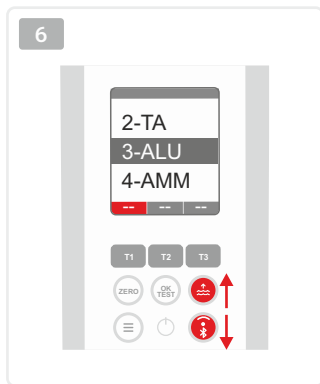 6
2-TA
3-ALU
4-AMM
-- -- --
T1 T2 T3
ZERO OK TEST